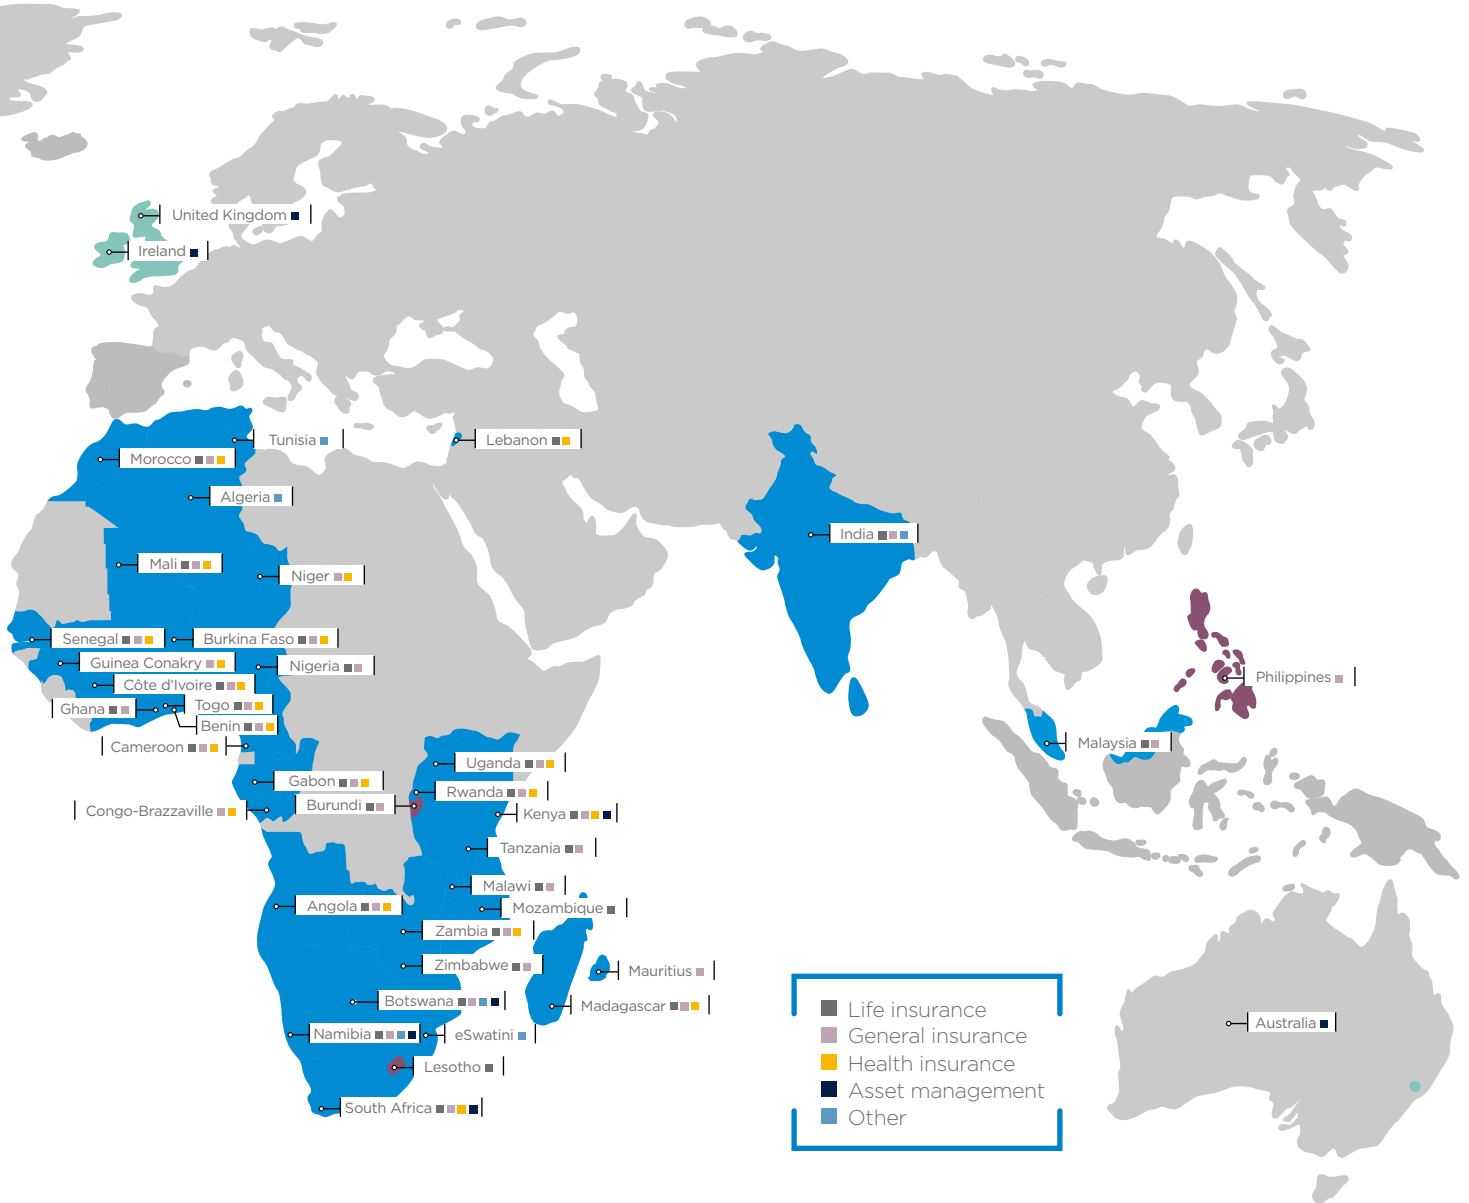 United Kingdom
Ireland
Tunisia
Lebanon
Morocco
Algeria
India
Mali
Niger
Senegal
Burkina Faso
Guinea Conakry
Nigeria
Côte d'Ivoire
Philippines
Ghana
Togo
Benin
Cameroon
Malaysia
Uganda
Gabon
Rwanda
Burundi
Congo-Brazzaville
Kenya
Tanzania
Malawi
Angola
Mozambique
Zambia
Zimbabwe
Mauritius
Botswana
Madagascar
Namibia
eSwatini
Lesotho
South Africa
Australia
Life insurance
General insurance
Health insurance
Asset management
Other